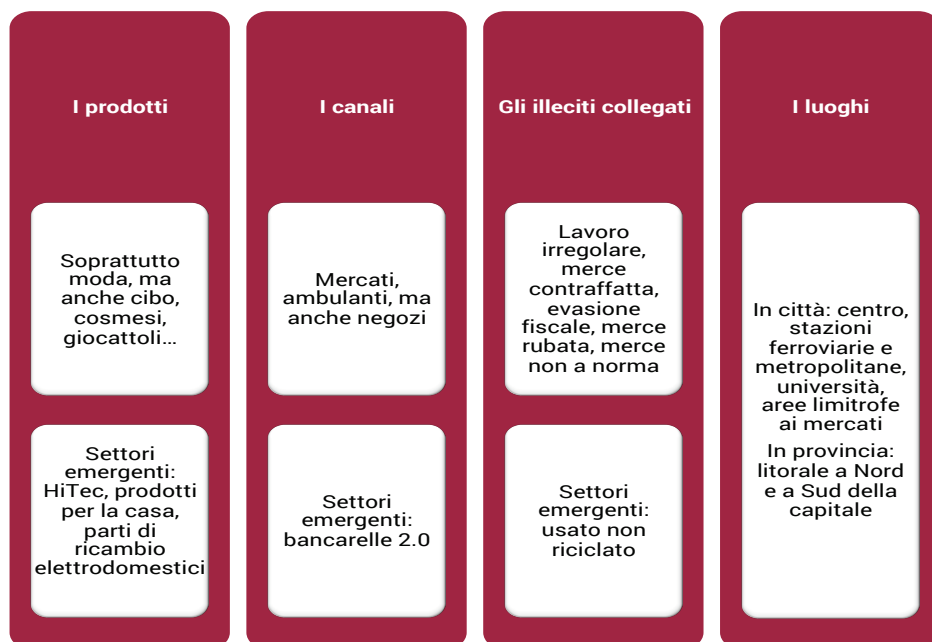 I prodotti
Soprattutto
moda, ma
anche cibo,
cosmesi,
giocattoli...
Settori
emergenti:
HiTec, prodotti
per la casa,
parti di
ricambio
elettrodomestici
I canali
Mercati,
ambulanti, ma
anche negozi
Settori
emergenti:
bancarelle 2.0
Gli illeciti collegati
Lavoro
irregolare,
merce
contraffatta,
evasione
fiscale, merce
rubata, merce
non a norma
Settori
emergenti:
usato non
riciclato
I luoghi
In città: centro,
stazioni
ferroviarie e
metropolitane,
università,
aree limitrofe
ai mercati
In provincia:
litorale a Nord
e a Sud della
capitale